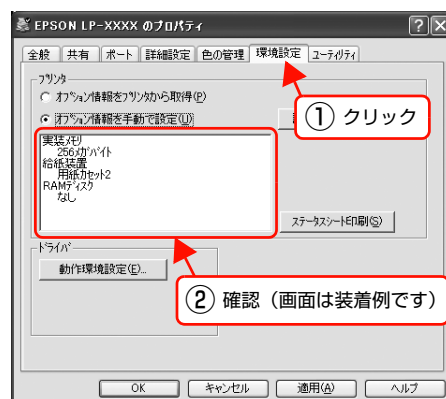 EPSON LP-XXXX のプロパティ
全般 共有 ポート 詳細設定 色の管理 環境設定 ユーティリティ
プリンタ
オプション情報をプリンタから取得(P)
オプション情報を手動で設定(U)
① クリック
実装メモリ
256メガバイト
給紙装置
用紙カセット2
RAMディスク
なし
ステータスシート印刷(S)
ドライバ
動作環境設定(E)...
② 確認（画面は装着例です）
OK キャンセル 適用(A) ヘルプ